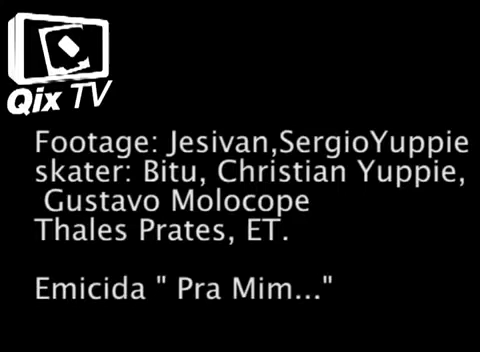 Qix TV
Footage: Jesivan,SergioYuppie
skater: Bitu, Christian Yuppie,
Gustavo Molocope
Thales Prates, ET.
Emicida " Pra Mim..."